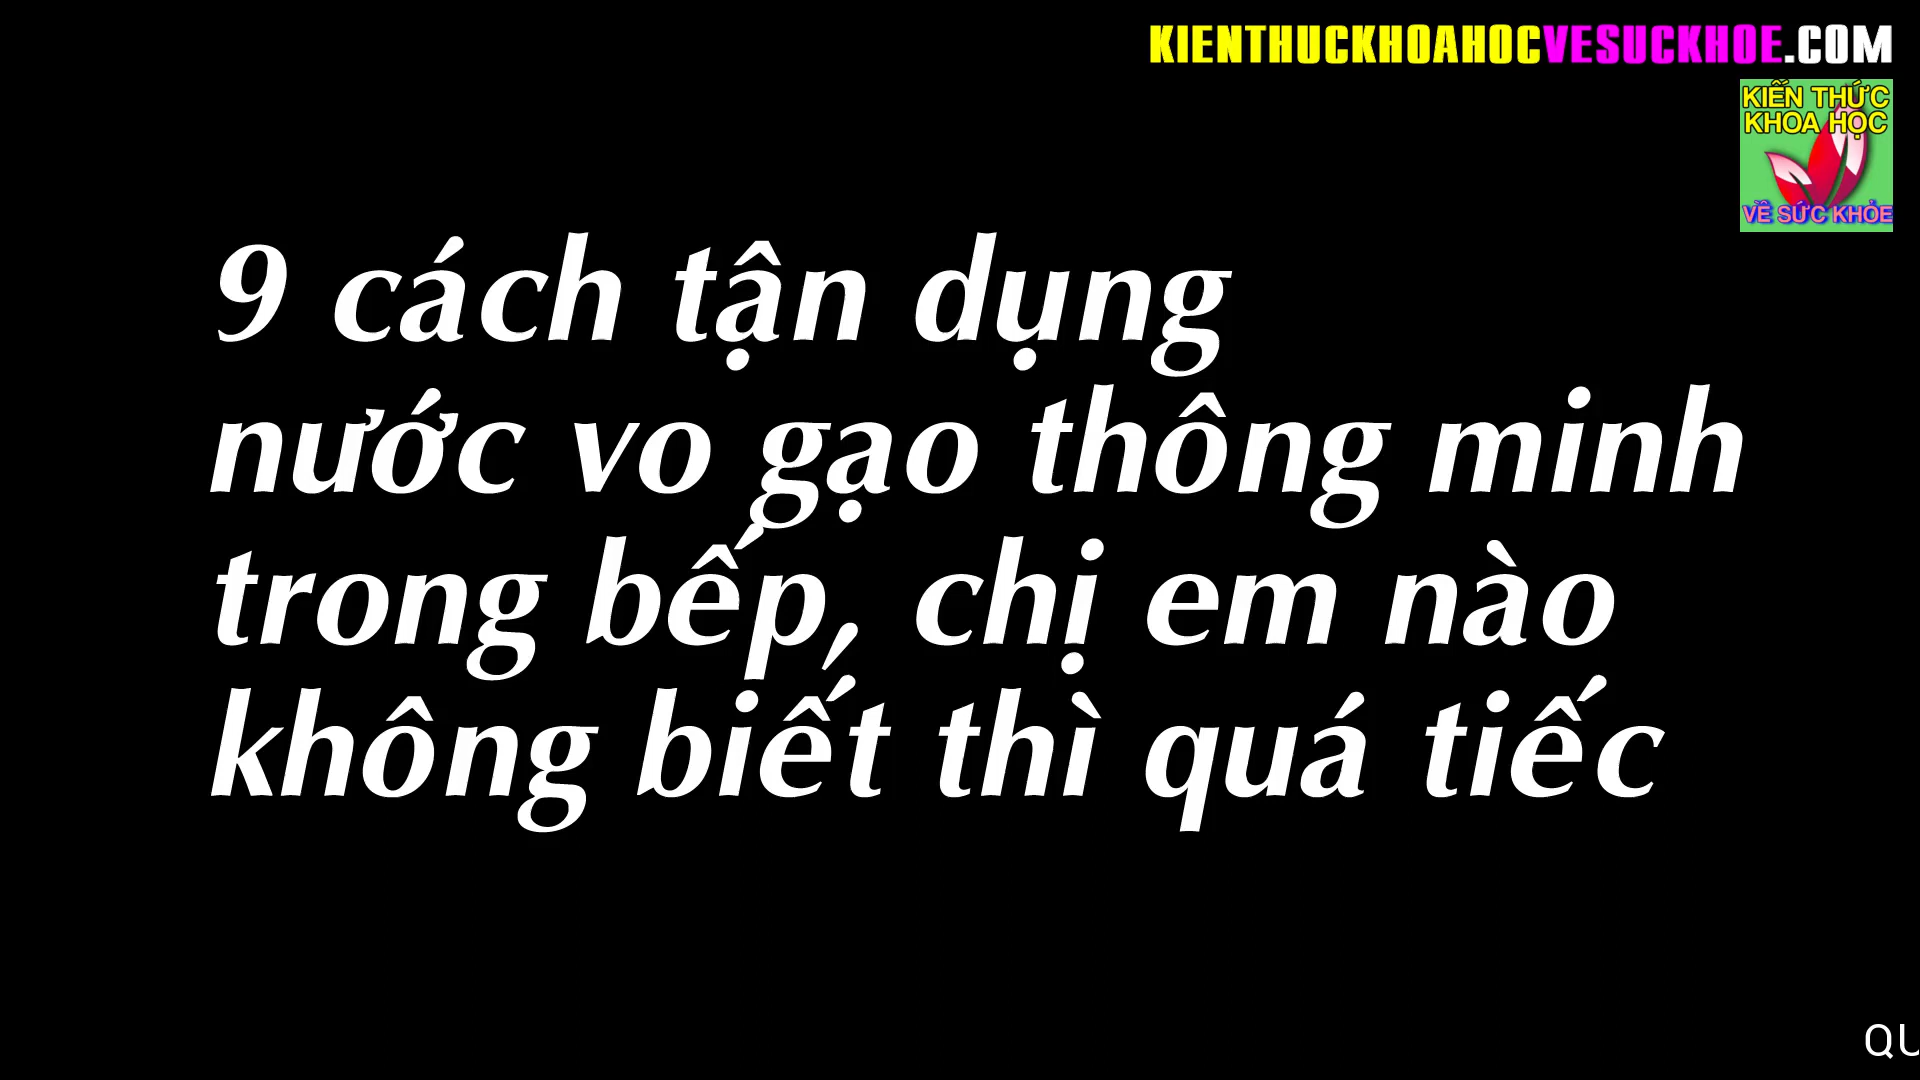 KIENTHUCKHOAHOCVESUCKHOE.COM
KIẾN THỨC
KHOA HỌC
VỀ SỨC KHỎE
9 cách tận dụng
nước vo gạo thông minh
trong bếp, chị em nào
không biết thì quá tiếc